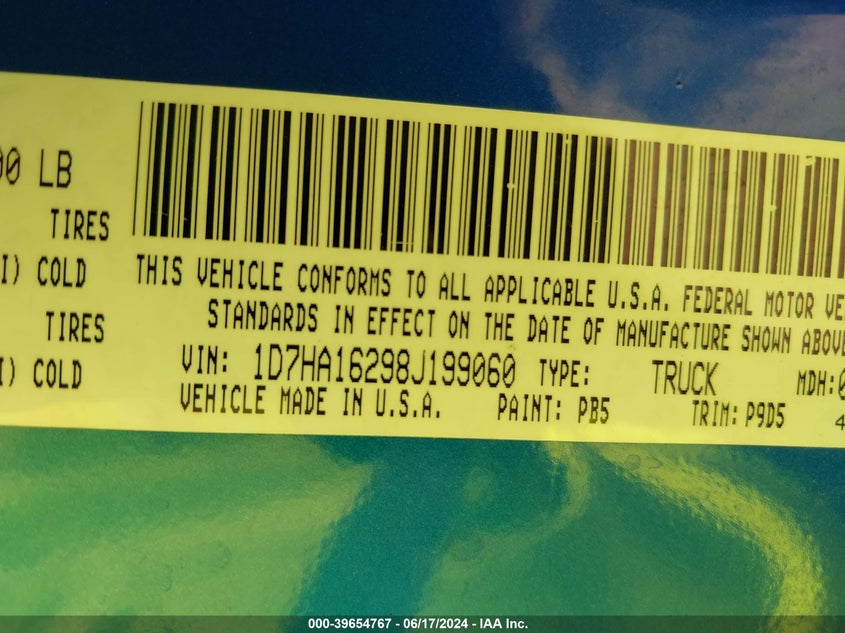 00 LB
TIRES
I) COLD
TIRES
I) COLD
THIS VEHICLE CONFORMS TO ALL APPLICABLE U.S.A. FEDERAL MOTOR VE
STANDARDS IN EFFECT ON THE DATE OF MANUFACTURE SHOWN ABOVE
VIN: 1D7HA16298J199060 TYPE: TRUCK MDH:0
VEHICLE MADE IN U.S.A. PAINT: PB5 TRIM: P9D5 4
000-39654767 - 06/17/2024 - IAA Inc.